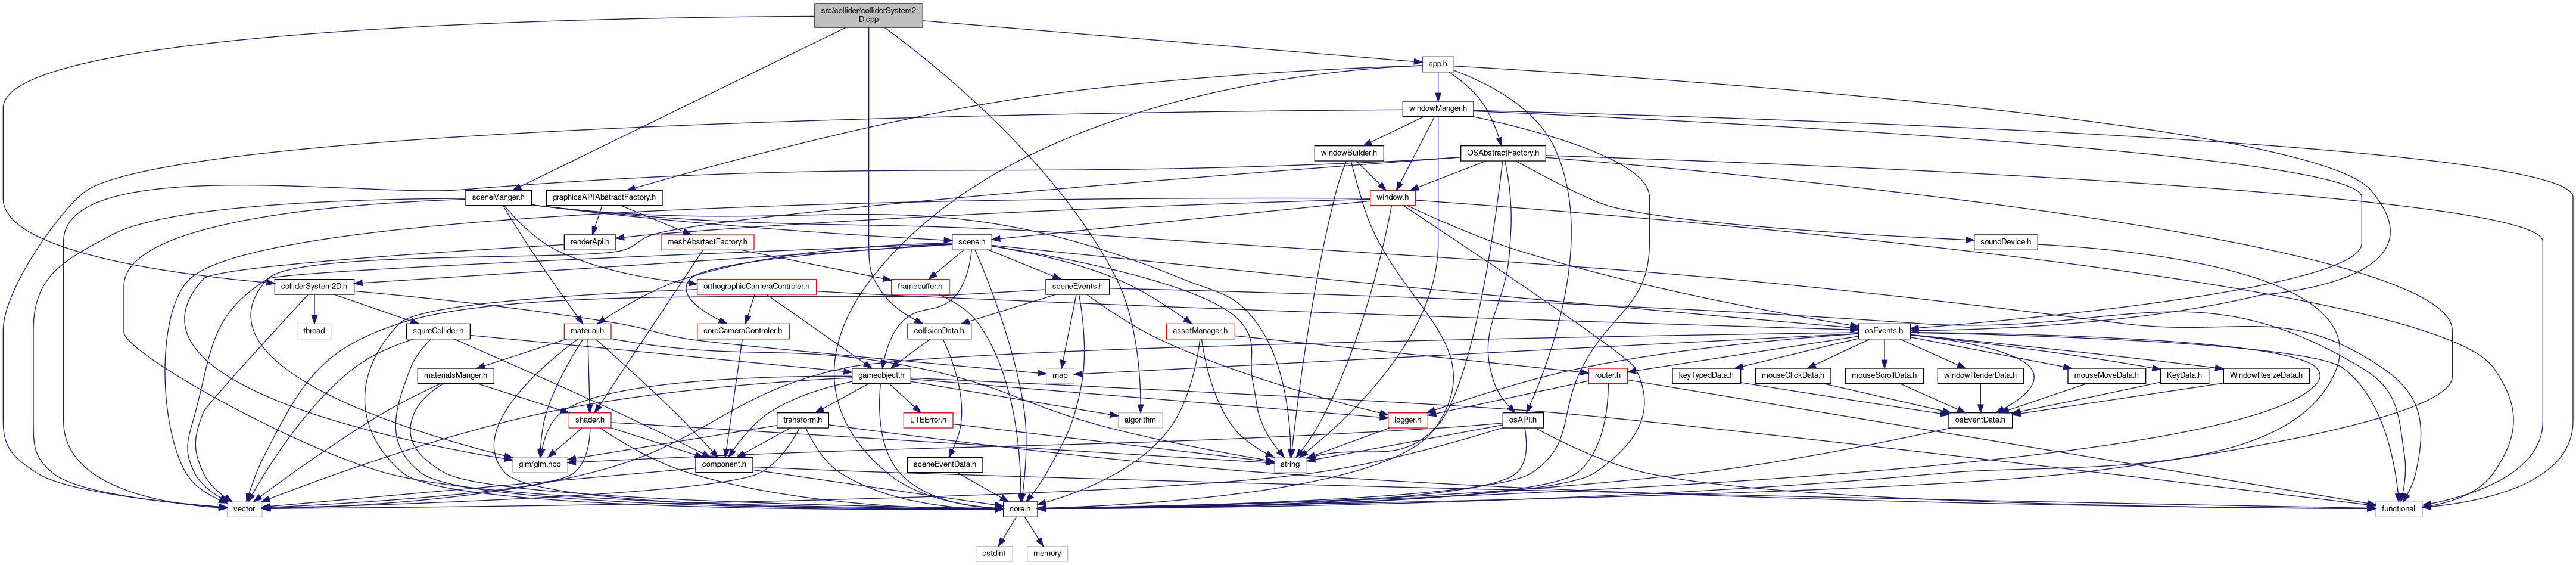 src/collider/colliderSystem2
D.cpp
app.h
windowManger.h
windowBuilder.h
OSAbstractFactory.h
sceneManger.h
graphicsAPIAbstractFactory.h
window.h
renderApi.h
meshAbsrtactFactory.h
scene.h
soundDevice.h
colliderSystem2D.h
orthographicCameraControler.h
framebuffer.h
sceneEvents.h
thread
squreCollider.h
material.h
coreCameraControler.h
collisionData.h
assetManager.h
osEvents.h
materialsManger.h
gameobject.h
map
router.h
keyTypedData.h
mouseClickData.h
mouseScrollData.h
windowRenderData.h
mouseMoveData.h
KeyData.h
WindowResizeData.h
shader.h
transform.h
LTEError.h
algorithm
logger.h
osAPI.h
osEventData.h
glm/glm.hpp
component.h
sceneEventData.h
string
vector
core.h
functional
cstdint
memory